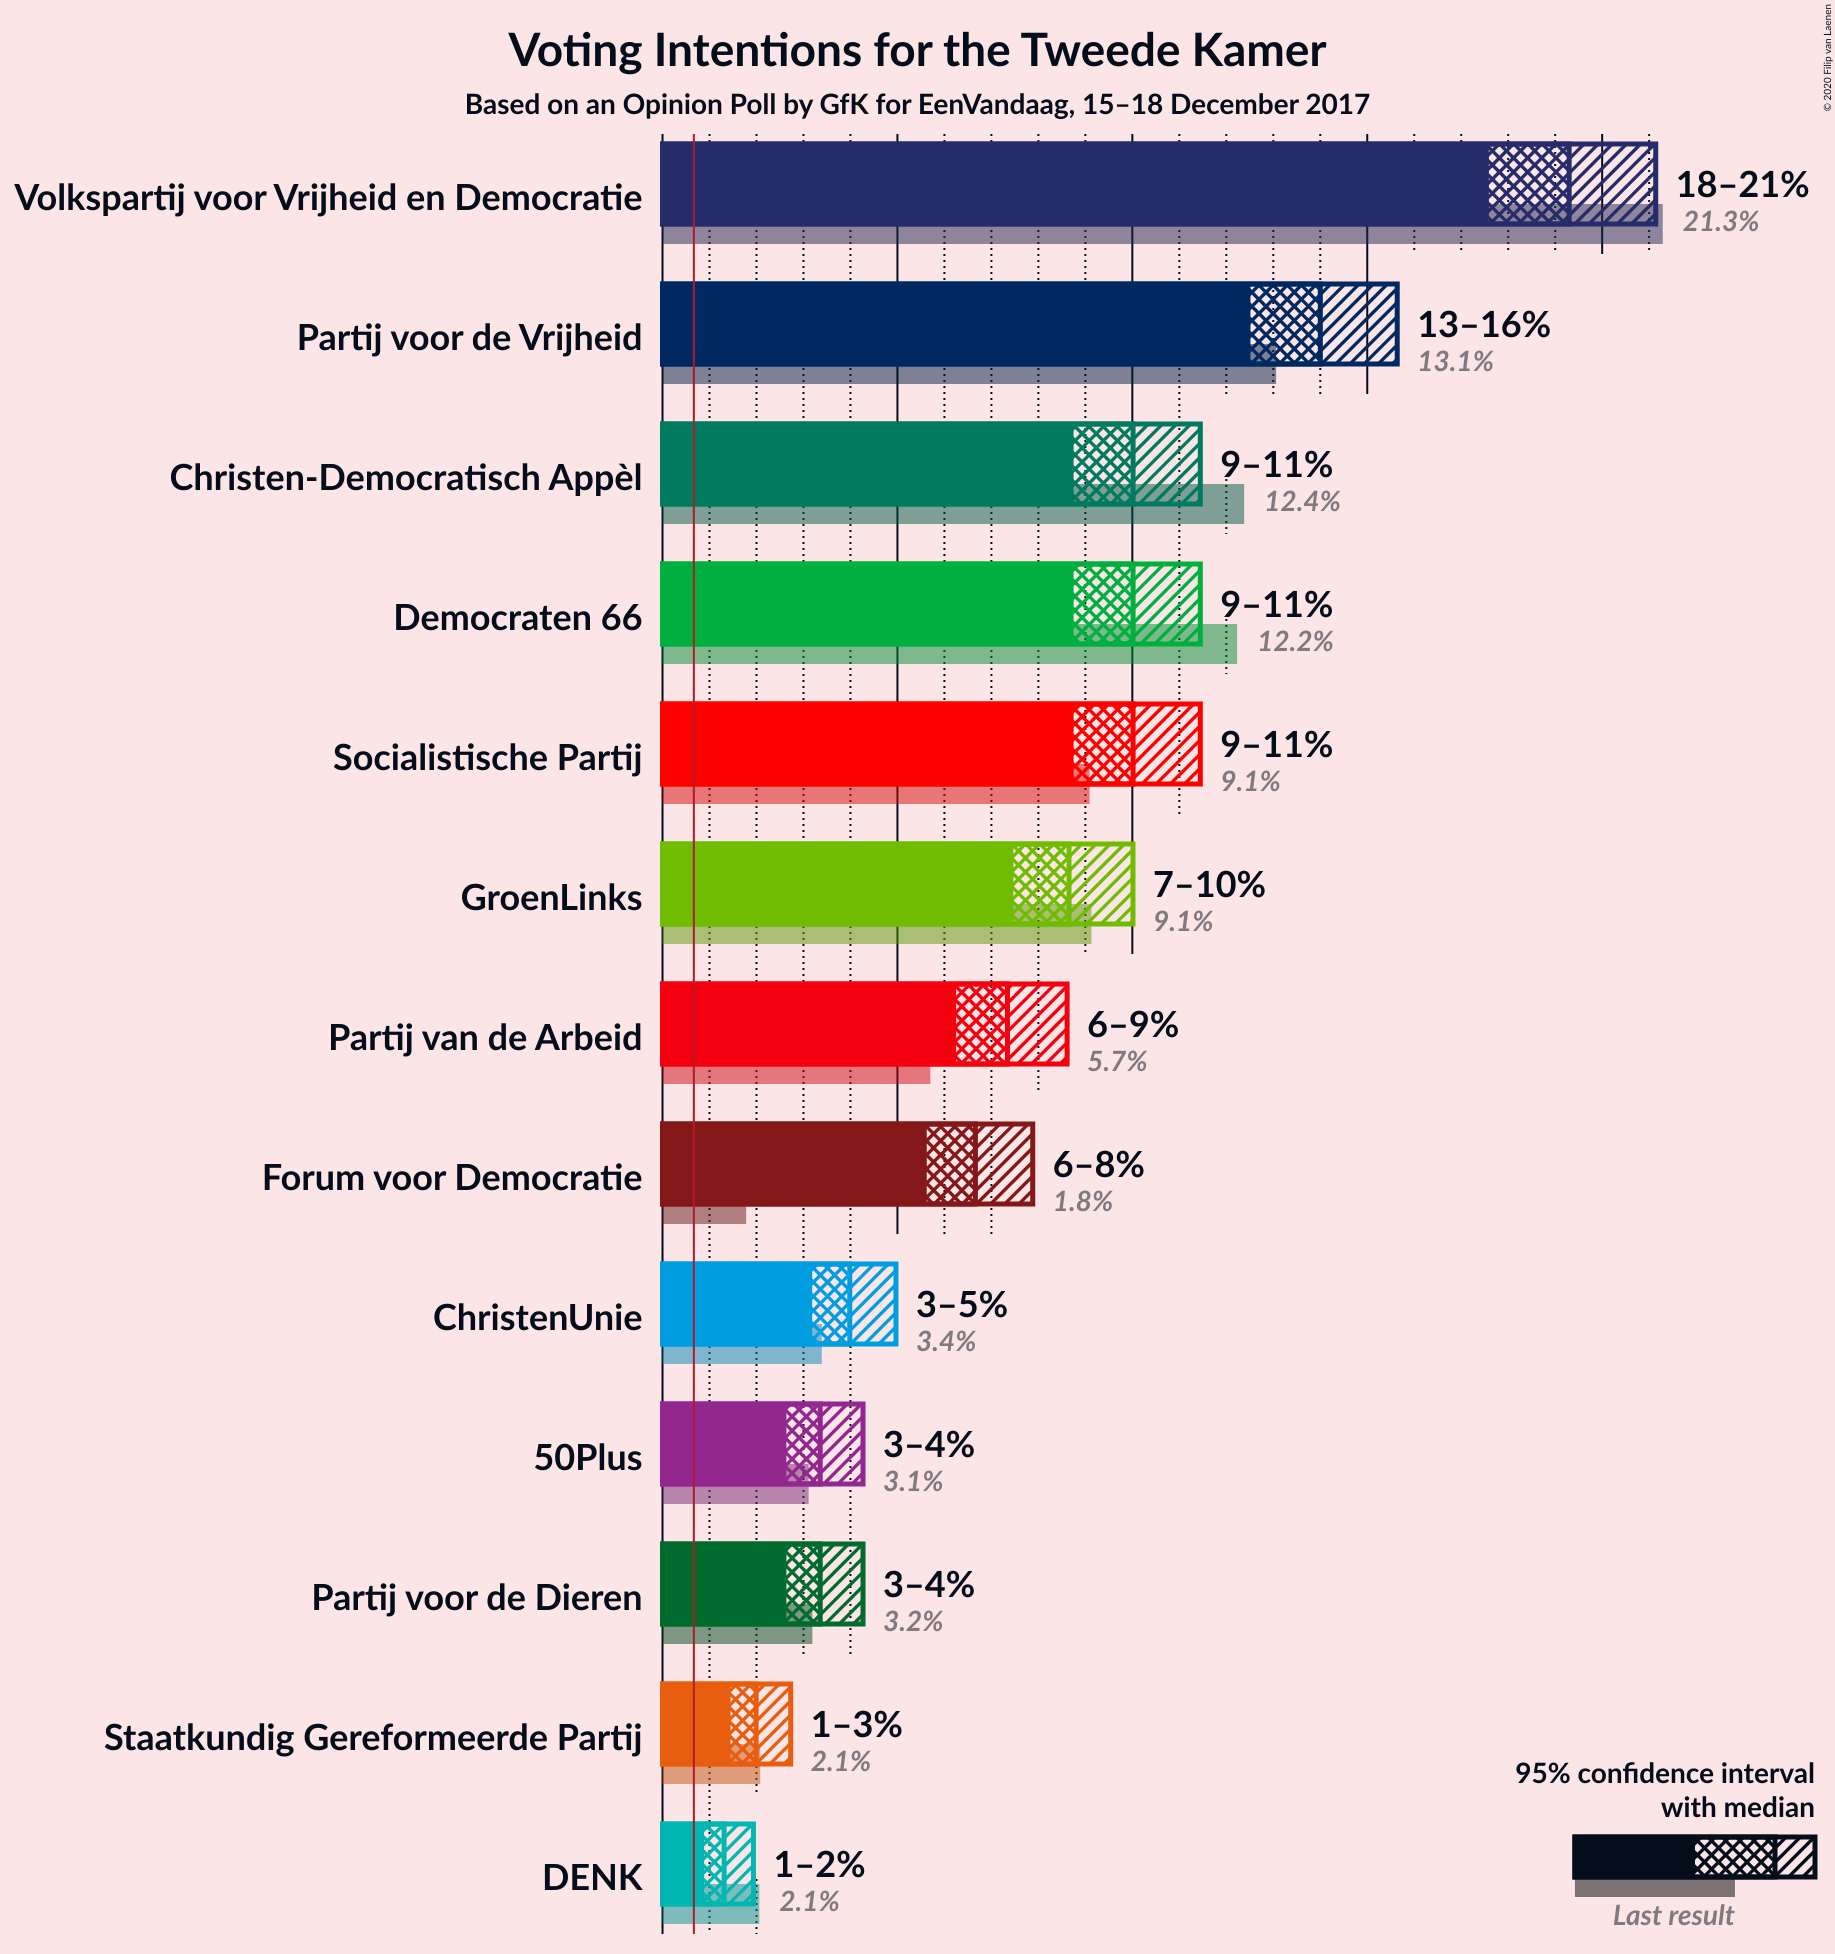 Voting Intentions for the Tweede Kamer
Based on an Opinion Poll by GfK for EenVandaag, 15–18 December 2017
© 2020 Filip van Laenen
Volkspartij voor Vrijheid en Democratie
18–21%
21.3%
Partij voor de Vrijheid
13–16%
13.1%
Christen-Democratisch Appèl
9–11%
12.4%
Democraten 66
9–11%
12.2%
Socialistische Partij
9–11%
9.1%
GroenLinks
7–10%
9.1%
Partij van de Arbeid
6–9%
5.7%
Forum voor Democratie
6–8%
1.8%
ChristenUnie
3–5%
3.4%
50Plus
3–4%
3.1%
Partij voor de Dieren
3–4%
3.2%
Staatkundig Gereformeerde Partij
1–3%
2.1%
DENK
1–2%
2.1%
95% confidence interval
with median
Last result